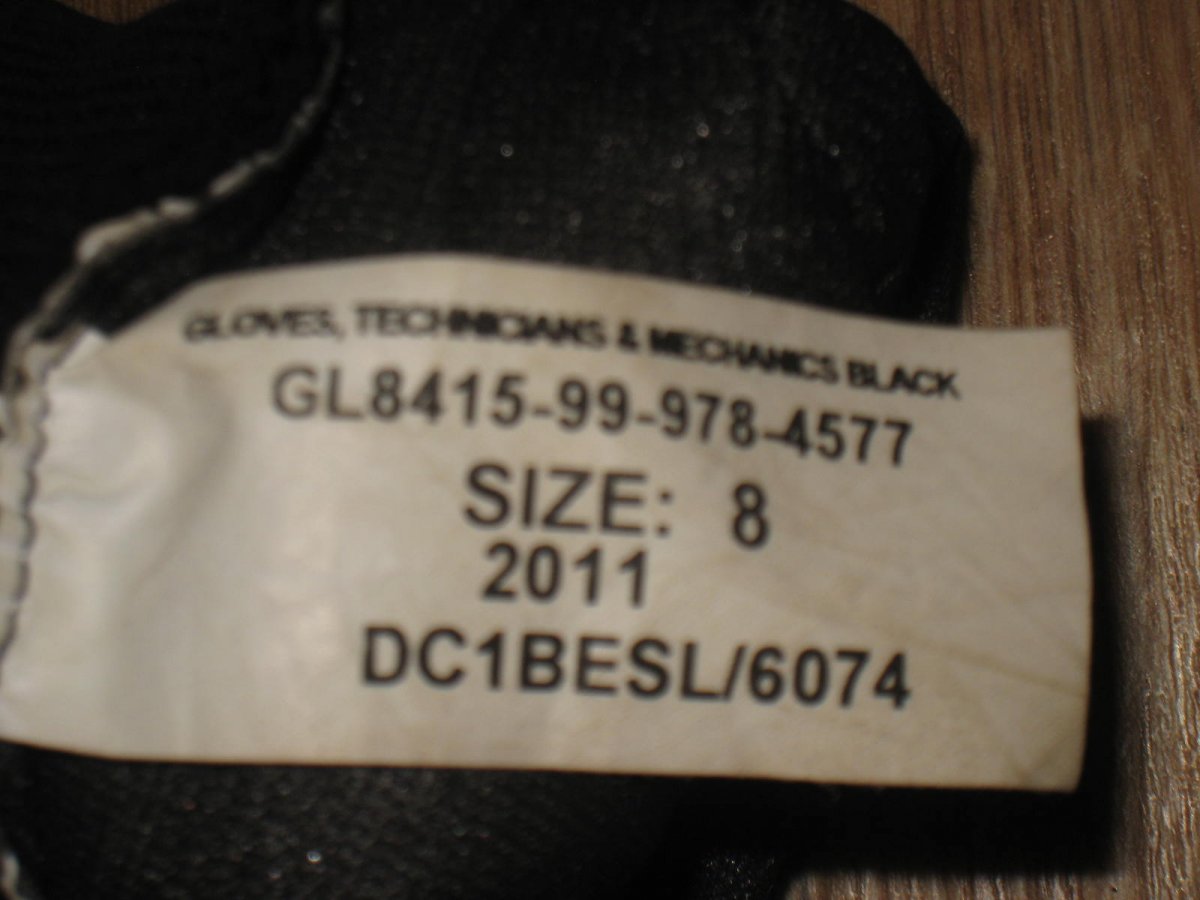 GLOVES, TECHNICIANS & MECHANICS BLACK
GL8415-99-978-4577
SIZE: 8
2011
DC1BESL/6074